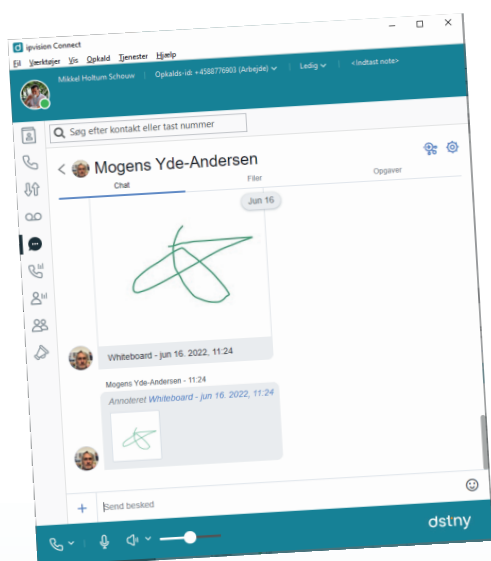 ipvision Connect
Fil Værktøjer Vis Opkald Tjenester Hjælp
Mikkel Holtum Schouw Opkalds-id: +4588776903 (Arbejde) Ledig <Indtast note>
Søg efter kontakt eller tast nummer
Mogens Yde-Andersen
Chat Filer Opgaver
Jun 16
Whiteboard - jun 16. 2022, 11:24
Mogens Yde-Andersen - 11:24
Annoteret Whiteboard - jun 16. 2022, 11:24
Send besked
dstny